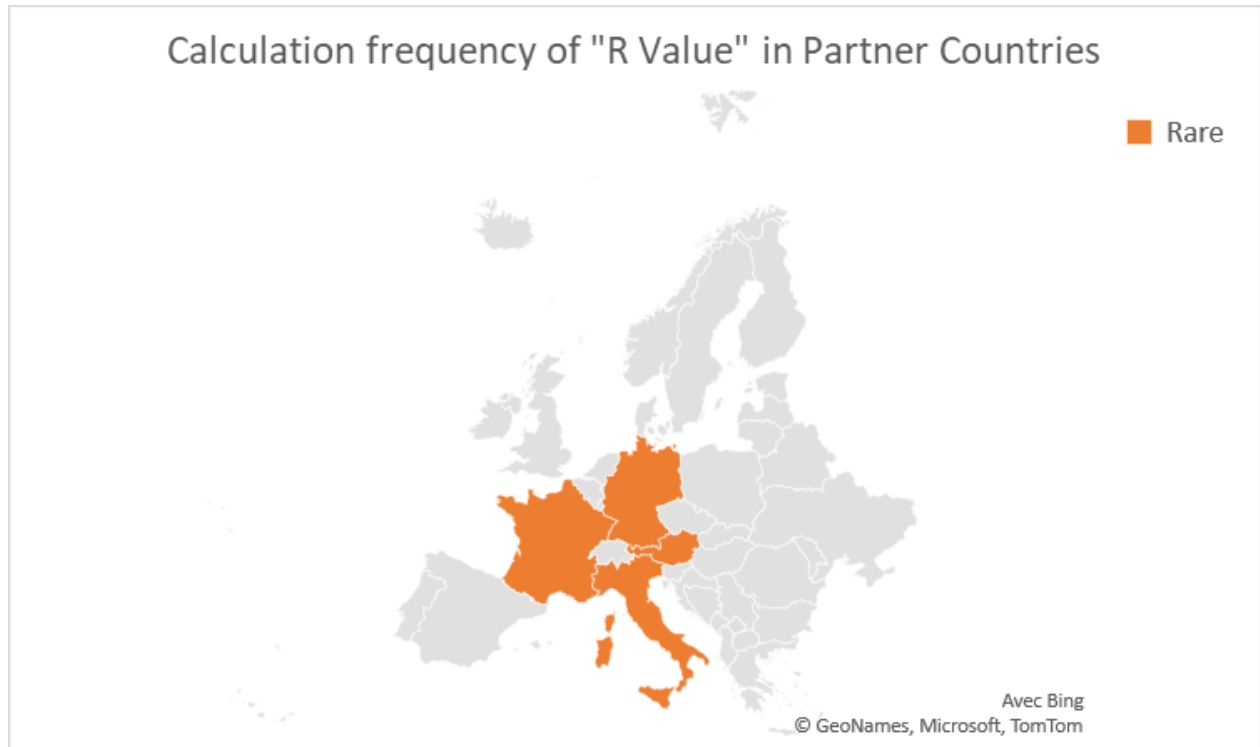 Calculation frequency of "R Value" in Partner Countries
Rare
Avec Bing
© GeoNames, Microsoft, TomTom